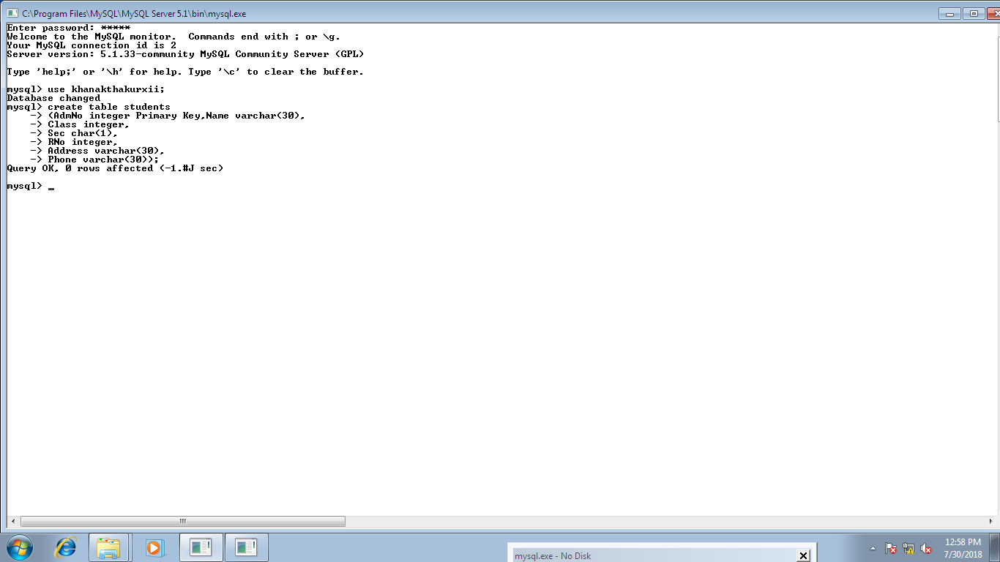 C:\Program Files\MySQL\MySQL Server 5.1\bin\mysql.exe
Enter password: *****
Welcome to the MySQL monitor.  Commands end with ; or \g.
Your MySQL connection id is 2
Server version: 5.1.33-community MySQL Community Server (GPL)
Type 'help;' or '\h' for help. Type '\c' to clear the buffer.
mysql> use khanakthakurxii;
Database changed
mysql> create table students
    -> (AdmNo integer Primary Key,Name varchar(30),
    -> Class integer,
    -> Sec char(1),
    -> RNo integer,
    -> Address varchar(30),
    -> Phone varchar(30));
Query OK, 0 rows affected (-1.#J sec)
mysql> _
mysql.exe - No Disk
12:58 PM
7/30/2018